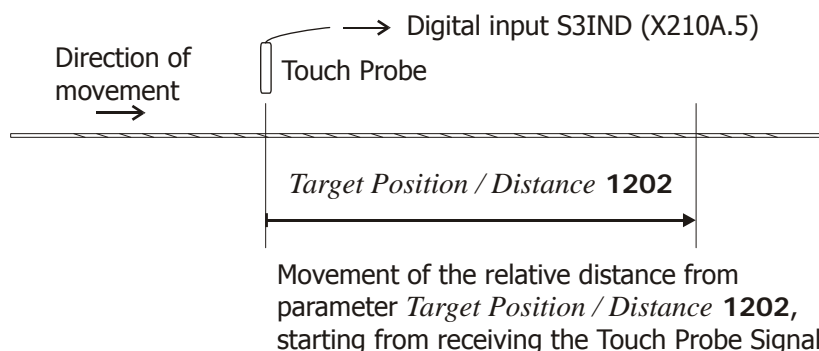 Digital input S3IND (X210A.5)
Direction of
movement
Touch Probe
Target Position / Distance 1202
Movement of the relative distance from
parameter Target Position / Distance 1202,
starting from receiving the Touch Probe Signal